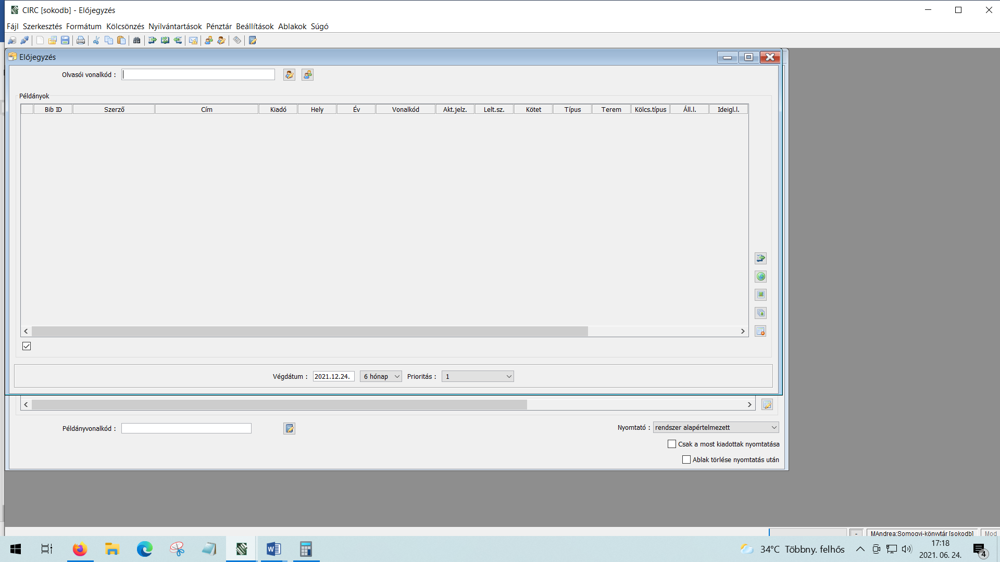 CIRC [sokodb] - Előjegyzés
Fájl Szerkesztés Formátum Kölcsönzés Nyilvántartások Pénztár Beállítások Ablakok Súgó
Előjegyzés
Olvasói vonalkód :
Példányok
Bib ID Szerző Cím Kiadó Hely Év Vonalkód Akt.jelz. Lelt.sz. Kötet Típus Terem Kölcs.típus Áll.l. Ideigl.l.
Végdátum : 2021.12.24. 6 hónap Prioritás : 1
Példányvonalkód :
Nyomtató : rendszer alapértelmezett
Csak a most kiadottak nyomtatása
Ablak törlése nyomtatás után
- MAndrea:Somogyi-könyvtár [sokodb] Mod
34°C Többny. felhős
17:18
2021. 06. 24.
4